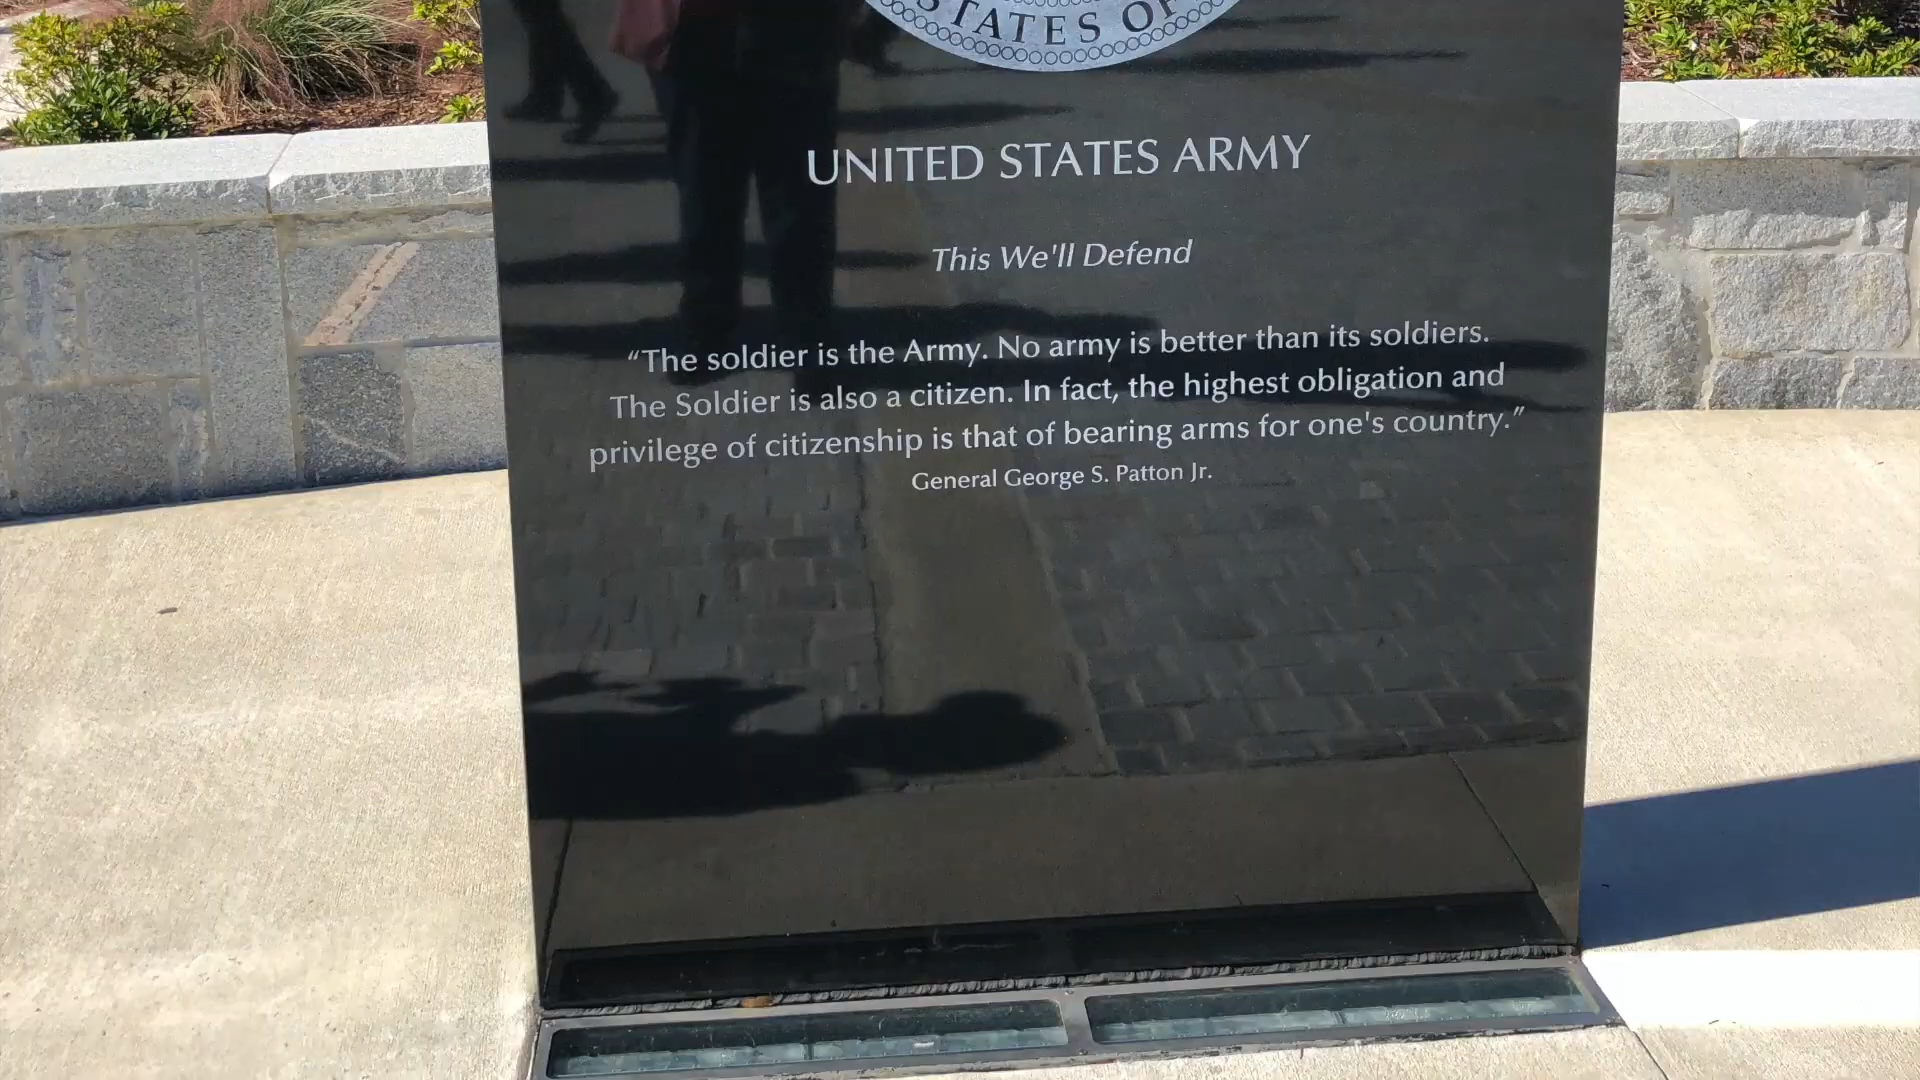 STATES OF
UNITED STATES ARMY
This We'll Defend
“The soldier is the Army. No army is better than its soldiers.
The Soldier is also a citizen. In fact, the highest obligation and
privilege of citizenship is that of bearing arms for one's country.”
General George S. Patton Jr.